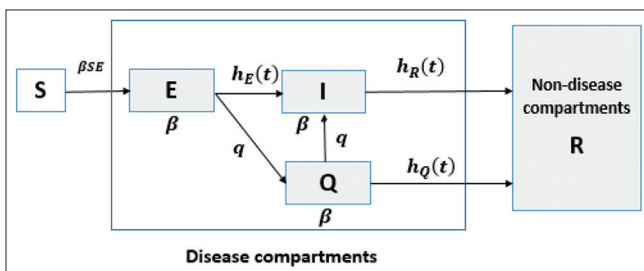 βSE
S
E
β
h_E(t)
I
β
h_R(t)
q
q
Q
β
h_Q(t)
Non-disease
compartments
R
Disease compartments